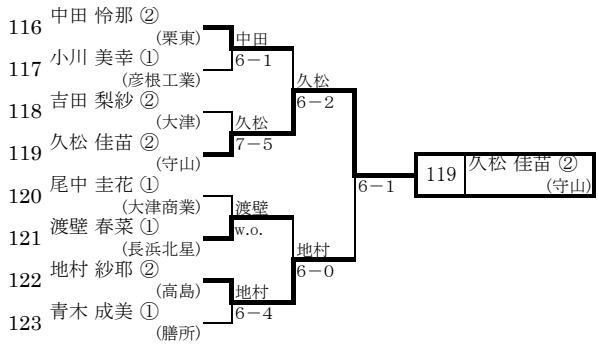 116 中田 怜那 ②
(栗東)
中田
6－1
117 小川 美幸 ①
(彦根工業)
久松
6－2
118 吉田 梨紗 ②
(大津)
久松
7－5
119 久松 佳苗 ②
(守山)
6－1
119 久松 佳苗 ②
(守山)
120 尾中 圭花 ①
(大津商業)
渡壁
w.o.
121 渡壁 春菜 ①
(長浜北星)
地村
6－0
122 地村 紗耶 ②
(高島)
地村
6－4
123 青木 成美 ①
(膳所)